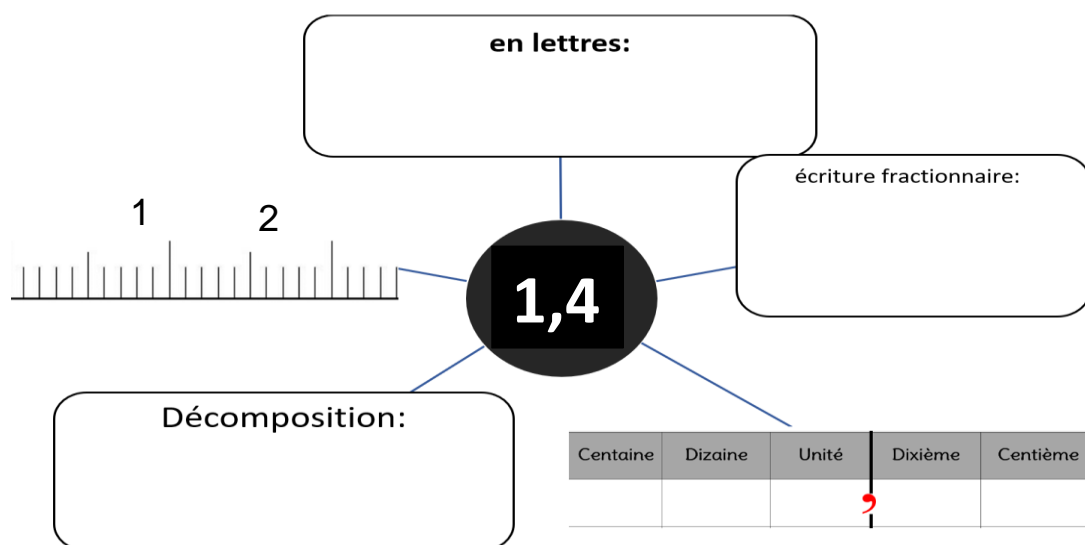 en lettres:
écriture fractionnaire:
1 2
1,4
Décomposition:
Centaine Dizaine Unité Dixième Centième
,